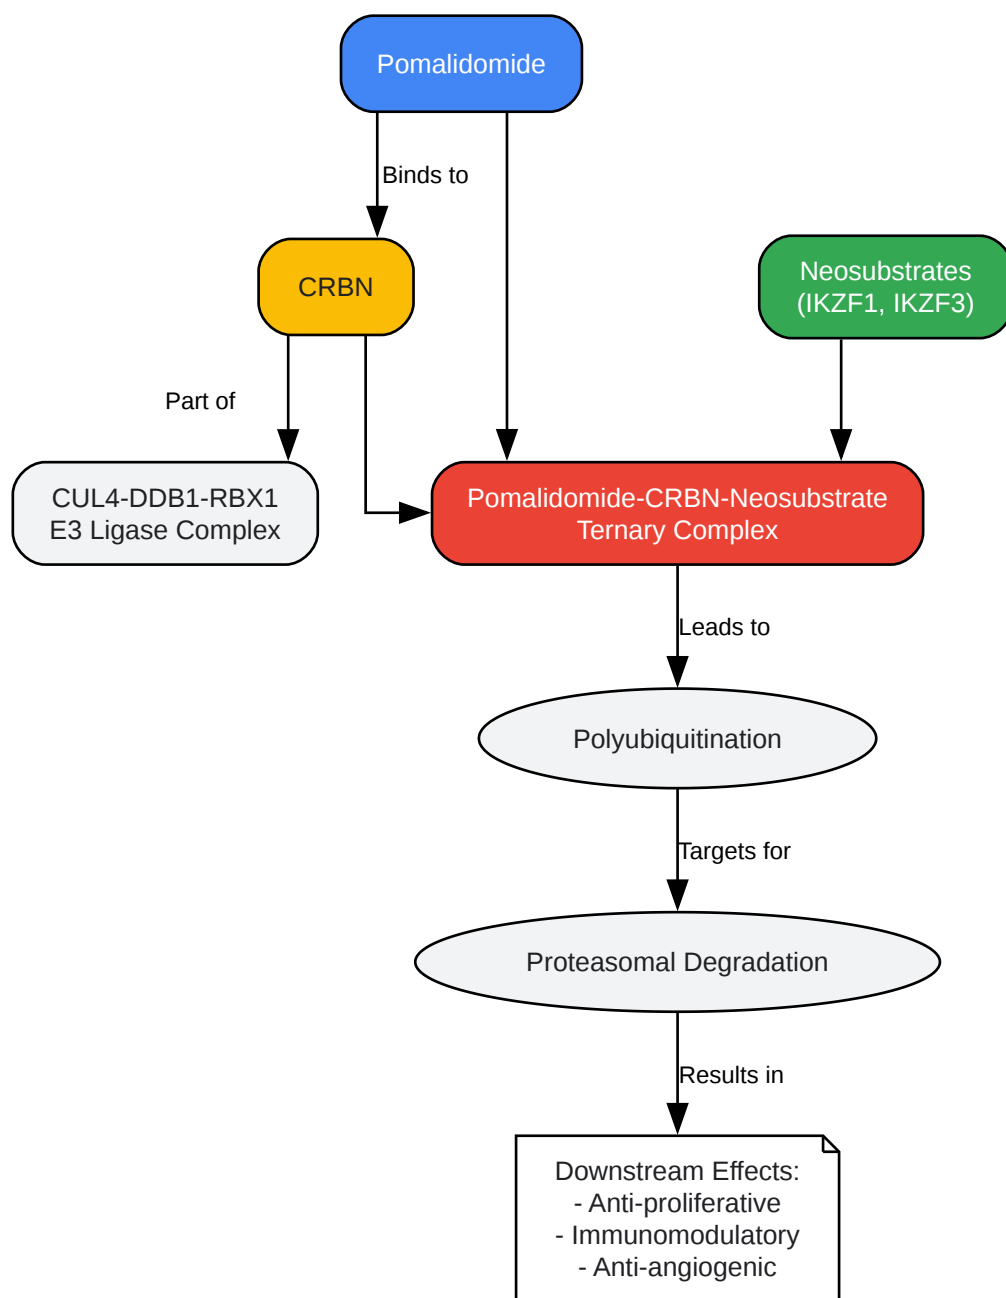 Pomalidomide
Binds to
CRBN
Neosubstrates
(IKZF1, IKZF3)
Part of
CUL4-DDB1-RBX1
E3 Ligase Complex
Pomalidomide-CRBN-Neosubstrate
Ternary Complex
Leads to
Polyubiquitination
Targets for
Proteasomal Degradation
Results in
Downstream Effects:
- Anti-proliferative
- Immunomodulatory
- Anti-angiogenic